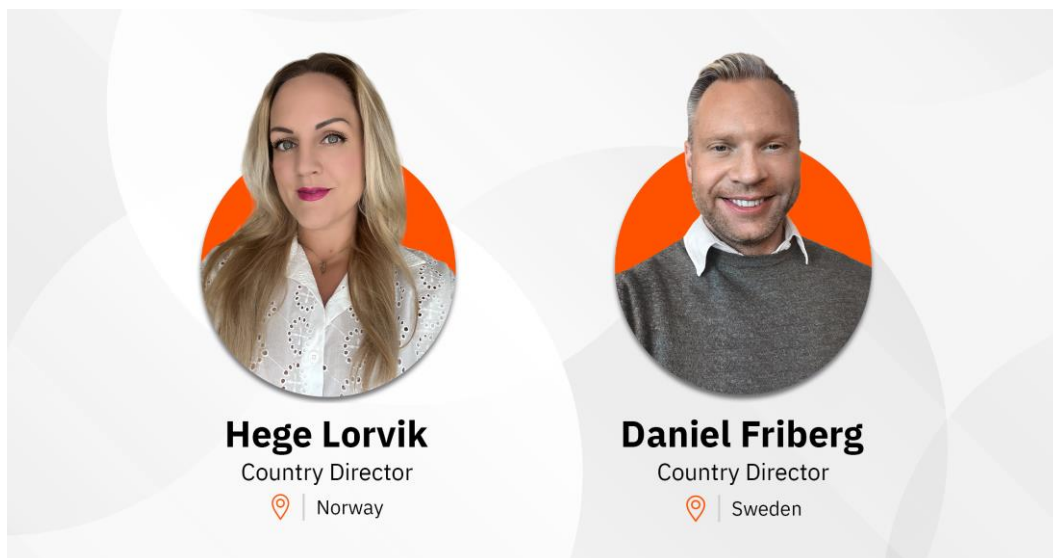 Hege Lorvik
Country Director
Norway
Daniel Friberg
Country Director
Sweden